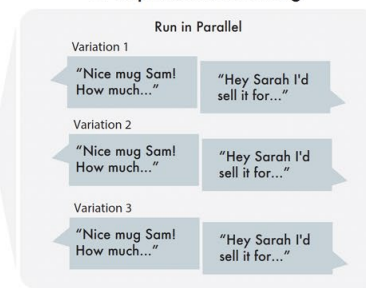 Run in Parallel
Variation 1
“Nice mug Sam!
How much...”
“Hey Sarah I'd
sell it for...”
Variation 2
“Nice mug Sam!
How much...”
“Hey Sarah I'd
sell it for...”
Variation 3
“Nice mug Sam!
How much...”
“Hey Sarah I'd
sell it for...”